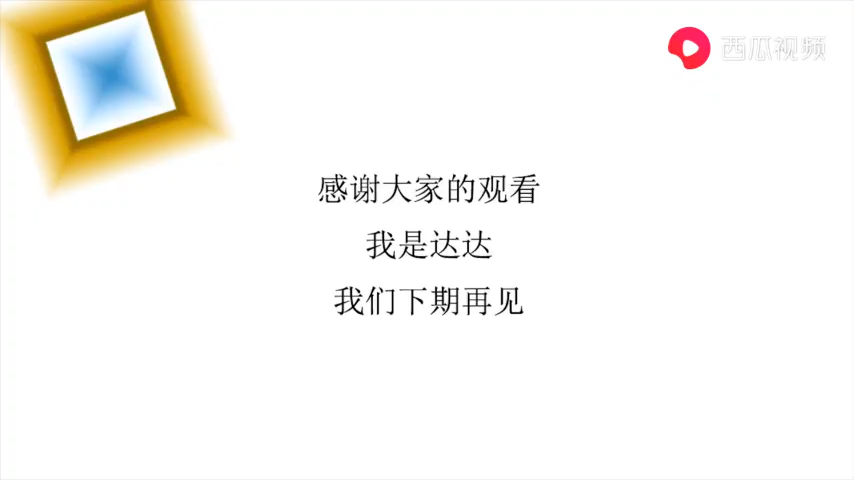 西瓜视频
感谢大家的观看
我是达达
我们下期再见